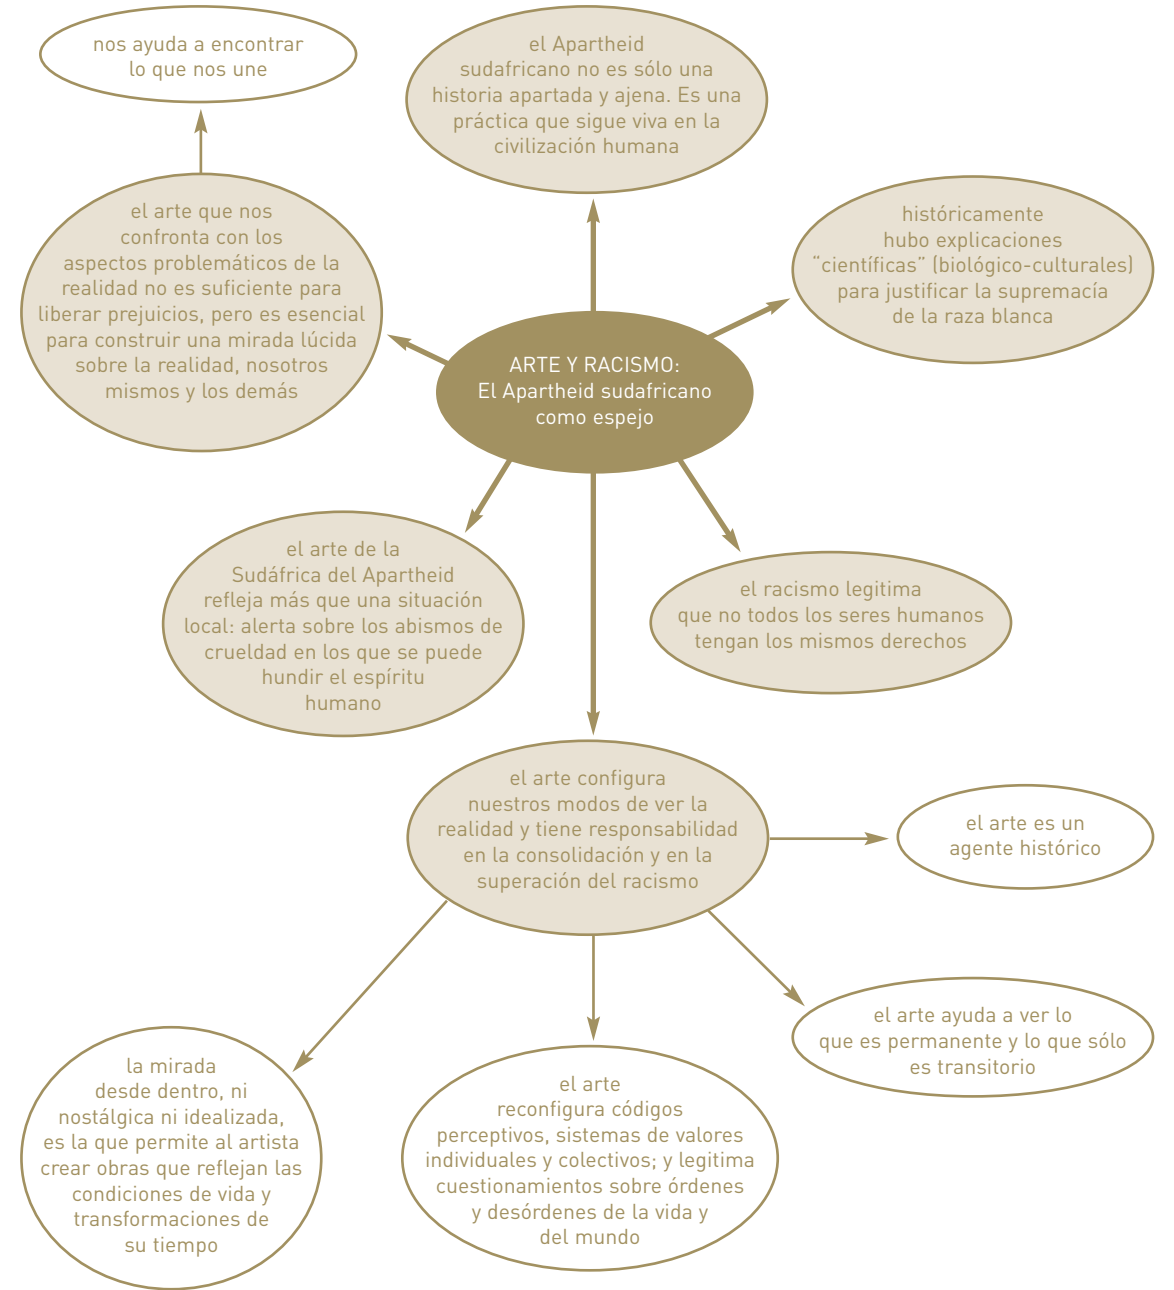 nos ayuda a encontrar
lo que nos une
el Apartheid
sudafricano no es sólo una
historia apartada y ajena. Es una
práctica que sigue viva en la
civilización humana
el arte que nos
confronta con los
aspectos problemáticos de la
realidad no es suficiente para
liberar prejuicios, pero es esencial
para construir una mirada lúcida
sobre la realidad, nosotros
mismos y los demás
históricamente
hubo explicaciones
“científicas” (biológico-culturales)
para justificar la supremacía
de la raza blanca
ARTE Y RACISMO:
El Apartheid sudafricano
como espejo
el arte de la
Sudáfrica del Apartheid
refleja más que una situación
local: alerta sobre los abismos de
crueldad en los que se puede
hundir el espíritu
humano
el racismo legitima
que no todos los seres humanos
tengan los mismos derechos
el arte configura
nuestros modos de ver la
realidad y tiene responsabilidad
en la consolidación y en la
superación del racismo
el arte es un
agente histórico
el arte ayuda a ver lo
que es permanente y lo que sólo
es transitorio
la mirada
desde dentro, ni
nostálgica ni idealizada,
es la que permite al artista
crear obras que reflejan las
condiciones de vida y
transformaciones de
su tiempo
el arte
reconfigura códigos
perceptivos, sistemas de valores
individuales y colectivos; y legitima
cuestionamientos sobre órdenes
y desórdenes de la vida y
del mundo